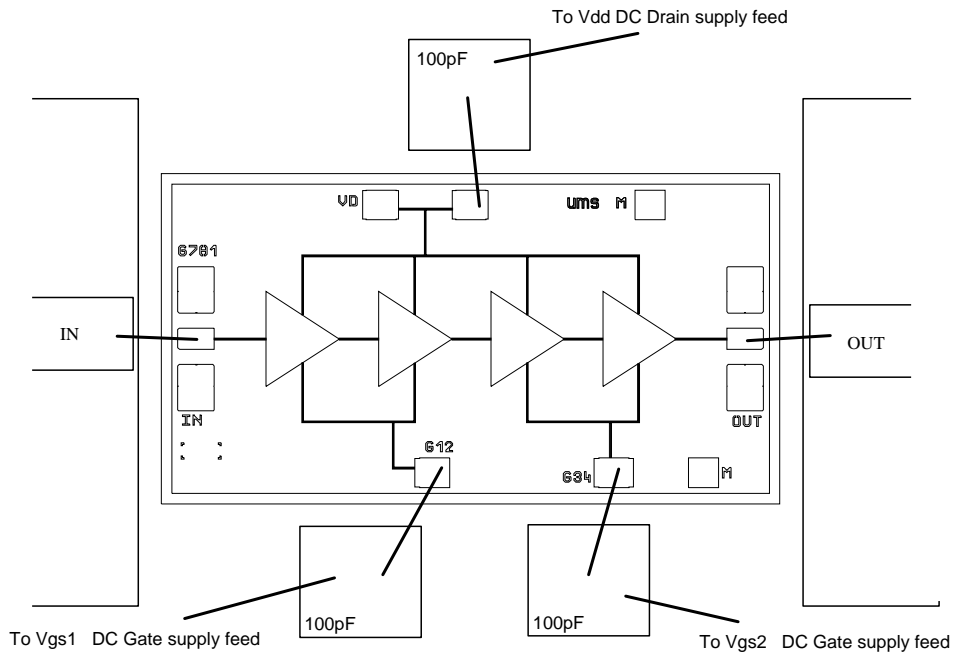 To Vdd DC Drain supply feed
100pF
VD
ums M
G781
IN
OUT
IN
OUT
G12
G34
M
100pF
100pF
To Vgs1 DC Gate supply feed
To Vgs2 DC Gate supply feed